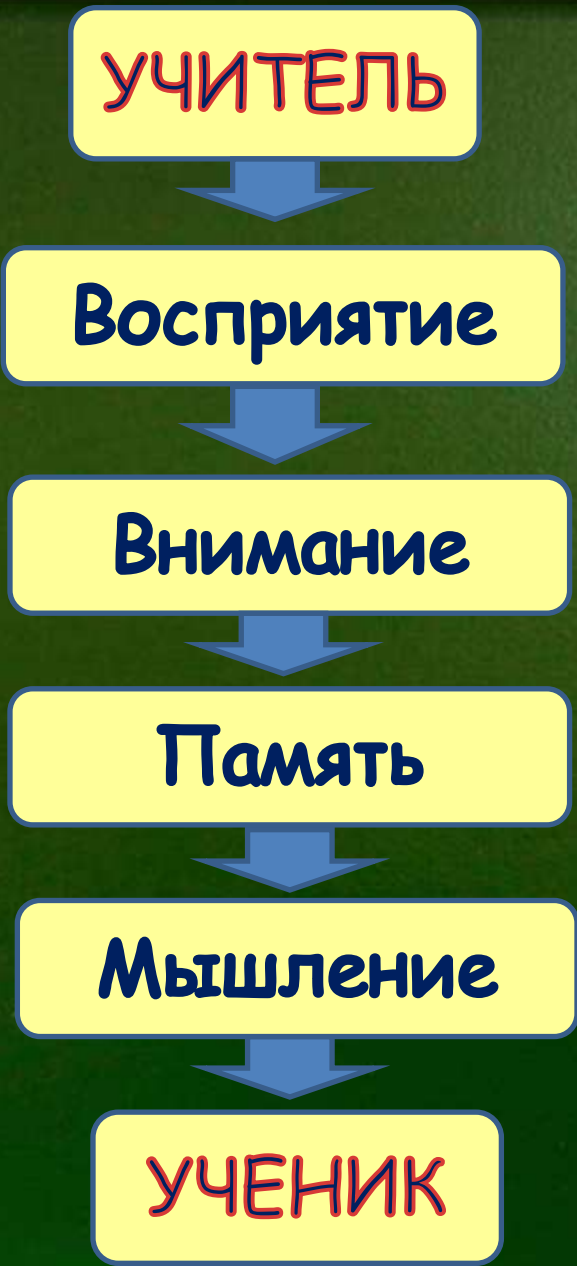 УЧИТЕЛЬ
Восприятие
Внимание
Память
Мышление
УЧЕНИК